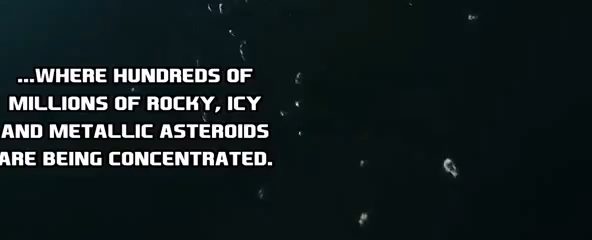 ...WHERE HUNDREDS OF
MILLIONS OF ROCKY, ICY
AND METALLIC ASTEROIDS
ARE BEING CONCENTRATED.